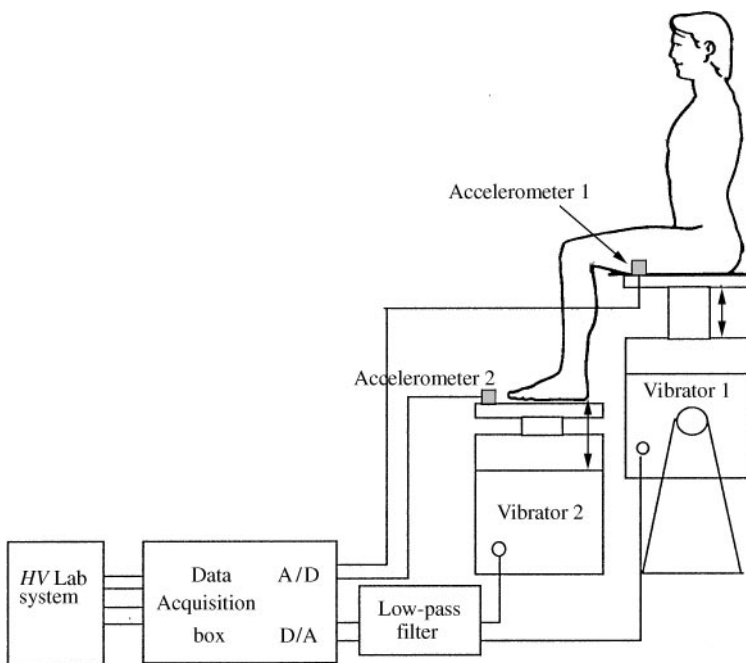 Accelerometer 1
Accelerometer 2
Vibrator 1
Vibrator 2
HV Lab
system
Data
Acquisition
box
A/D
D/A
Low-pass
filter